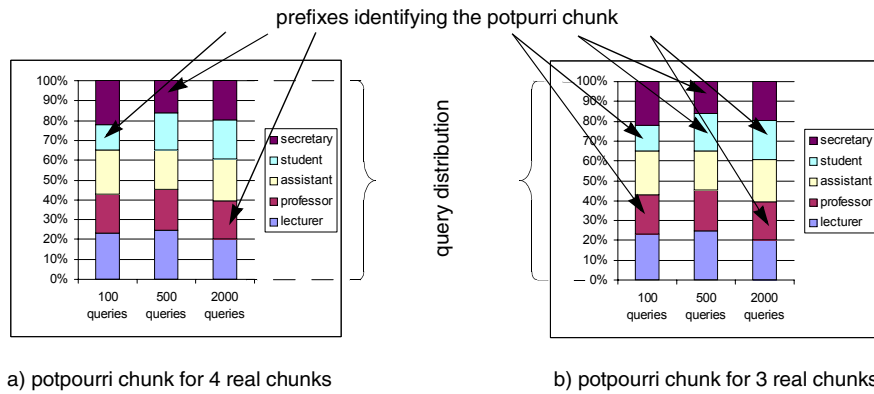 prefixes identifying the potpurri chunk
100%
90%
80%
70%
60%
50%
40%
30%
20%
10%
0%
secretary
student
assistant
professor
lecturer
100 queries
500 queries
2000 queries
query distribution
100%
90%
80%
70%
60%
50%
40%
30%
20%
10%
0%
secretary
student
assistant
professor
lecturer
100 queries
500 queries
2000 queries
a) potpourri chunk for 4 real chunks
b) potpourri chunk for 3 real chunks